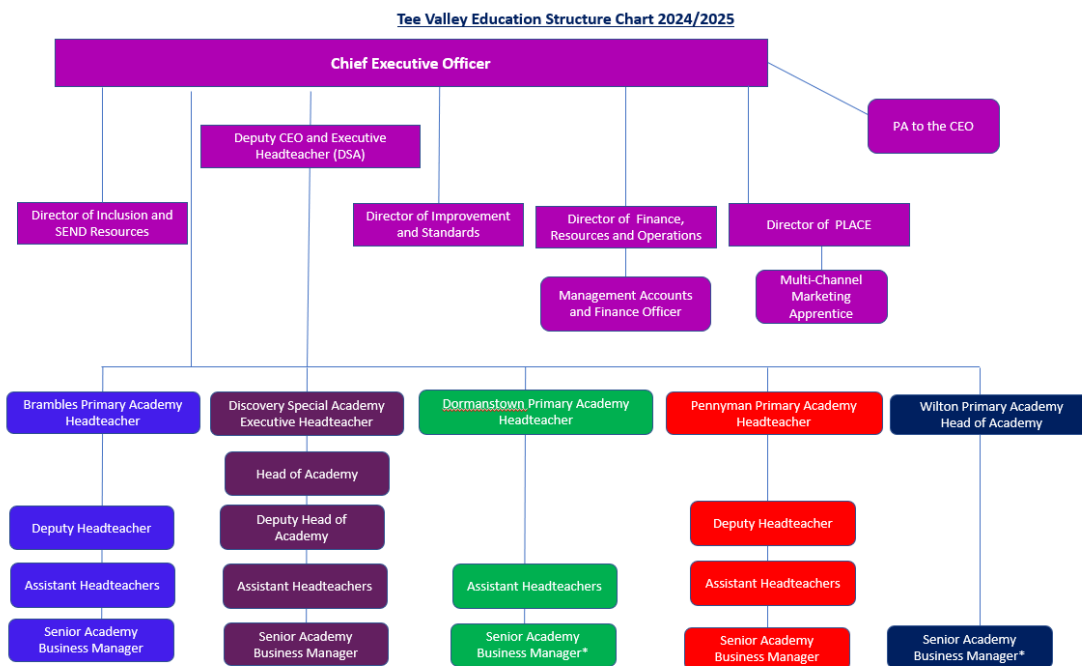 Tee Valley Education Structure Chart 2024/2025
Chief Executive Officer
PA to the CEO
Deputy CEO and Executive
Headteacher (DSA)
Director of Inclusion and
SEND Resources
Director of Improvement
and Standards
Director of Finance,
Resources and Operations
Director of PLACE
Management Accounts
and Finance Officer
Multi-Channel
Marketing
Apprentice
Brambles Primary Academy
Headteacher
Discovery Special Academy
Executive Headteacher
Dormanstown Primary Academy
Headteacher
Pennyman Primary Academy
Headteacher
Wilton Primary Academy
Head of Academy
Head of Academy
Deputy Headteacher
Deputy Head of
Academy
Deputy Headteacher
Assistant Headteachers
Assistant Headteachers
Assistant Headteachers
Assistant Headteachers
Senior Academy
Business Manager
Senior Academy
Business Manager
Senior Academy
Business Manager*
Senior Academy
Business Manager
Senior Academy
Business Manager*